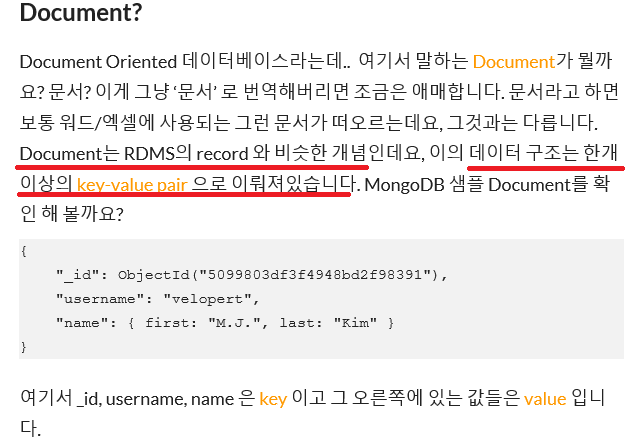 Document?
Document Oriented 데이터베이스라는데.. 여기서 말하는 Document가 뭘까
요? 문서? 이게 그냥 ‘문서’ 로 번역해버리면 조금은 애매합니다. 문서라고 하면
보통 워드/엑셀에 사용되는 그런 문서가 떠오르는데요, 그것과는 다릅니다.
Document는 RDMS의 record 와 비슷한 개념인데요, 이의 데이터 구조는 한개
이상의 key-value pair 으로 이뤄져있습니다. MongoDB 샘플 Document를 확
인 해 볼까요?
{
"_id": ObjectId("5099803df3f4948bd2f98391"),
"username": "velopert",
"name": { first: "M.J.", last: "Kim" }
}
여기서 _id, username, name 은 key 이고 그 오른쪽에 있는 값들은 value 입니
다.